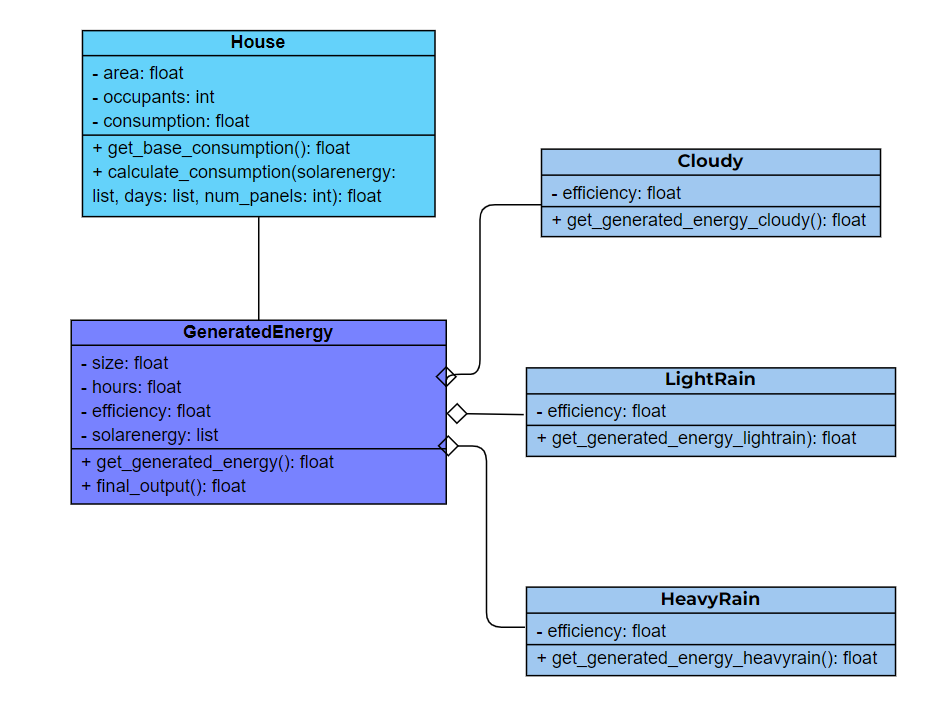 House
- area: float
- occupants: int
- consumption: float
+ get_base_consumption(): float
+ calculate_consumption(solarenergy:
list, days: list, num_panels: int): float
Cloudy
- efficiency: float
+ get_generated_energy_cloudy(): float
GeneratedEnergy
- size: float
- hours: float
- efficiency: float
- solarenergy: list
+ get_generated_energy(): float
+ final_output(): float
LightRain
- efficiency: float
+ get_generated_energy_lightrain): float
HeavyRain
- efficiency: float
+ get_generated_energy_heavyrain(): float